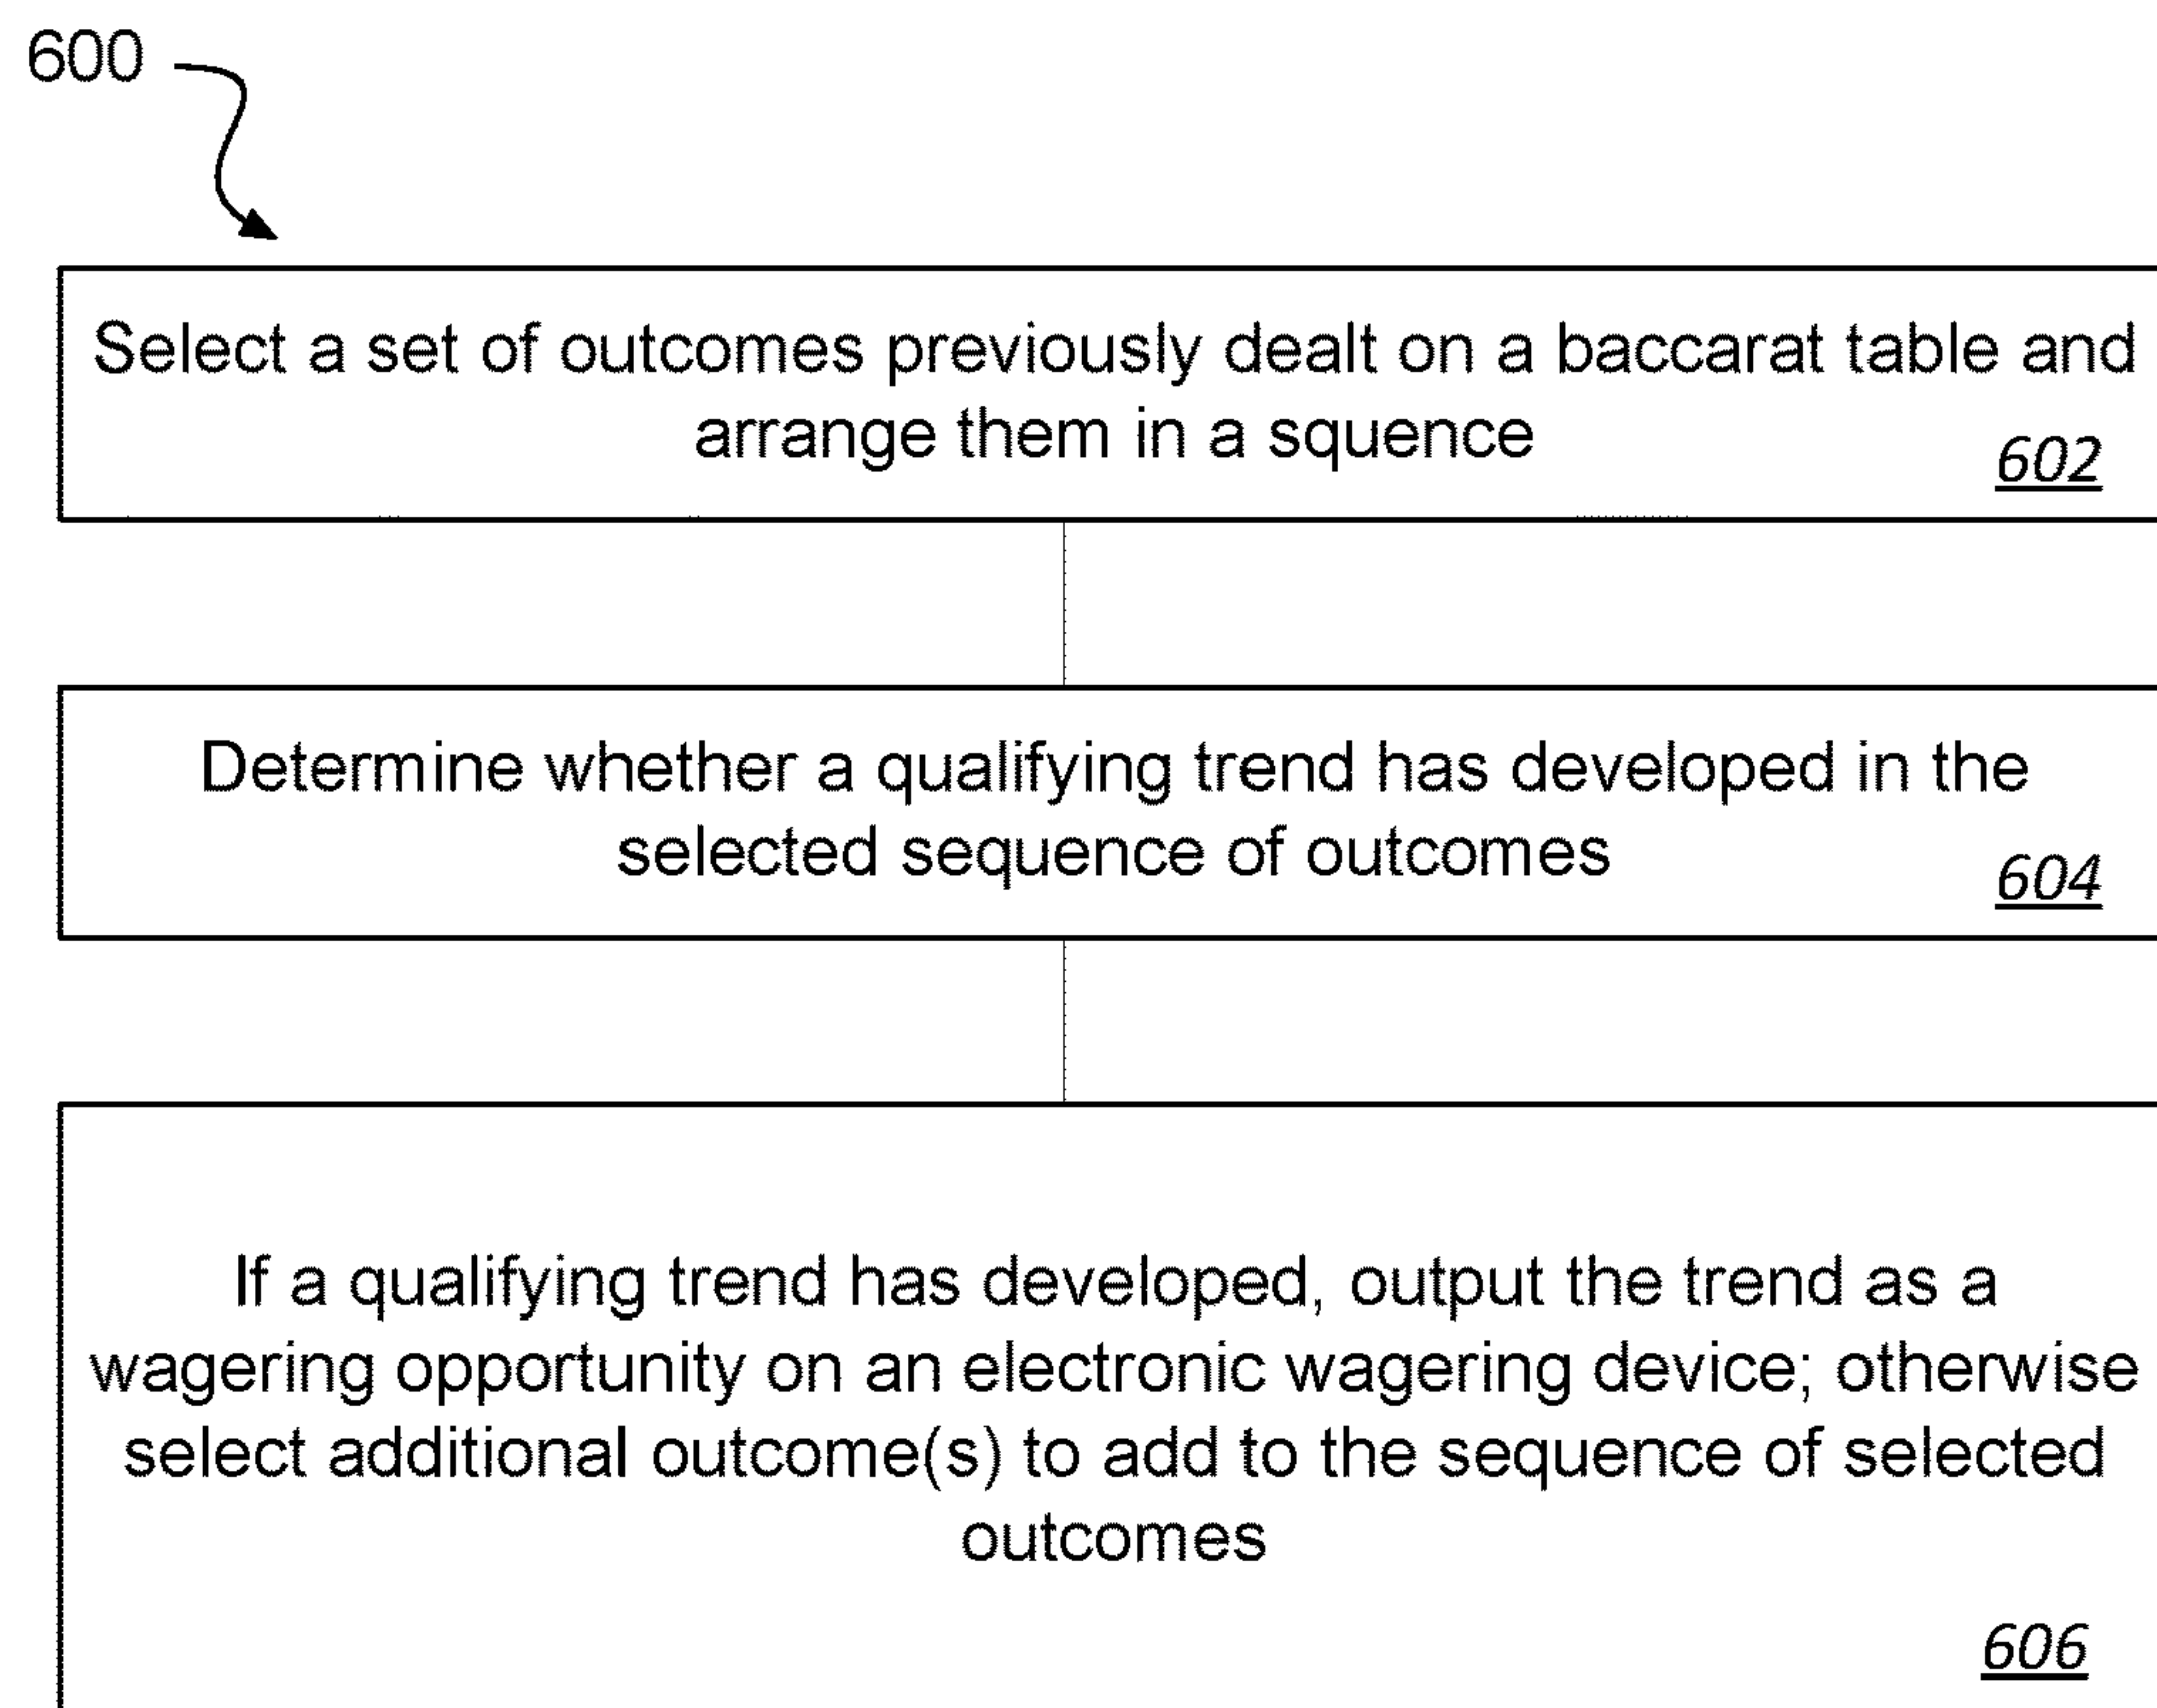 600
Select a set of outcomes previously dealt on a baccarat table and
arrange them in a squence
602
Determine whether a qualifying trend has developed in the
selected sequence of outcomes
604
If a qualifying trend has developed, output the trend as a
wagering opportunity on an electronic wagering device; otherwise
select additional outcome(s) to add to the sequence of selected
outcomes
606